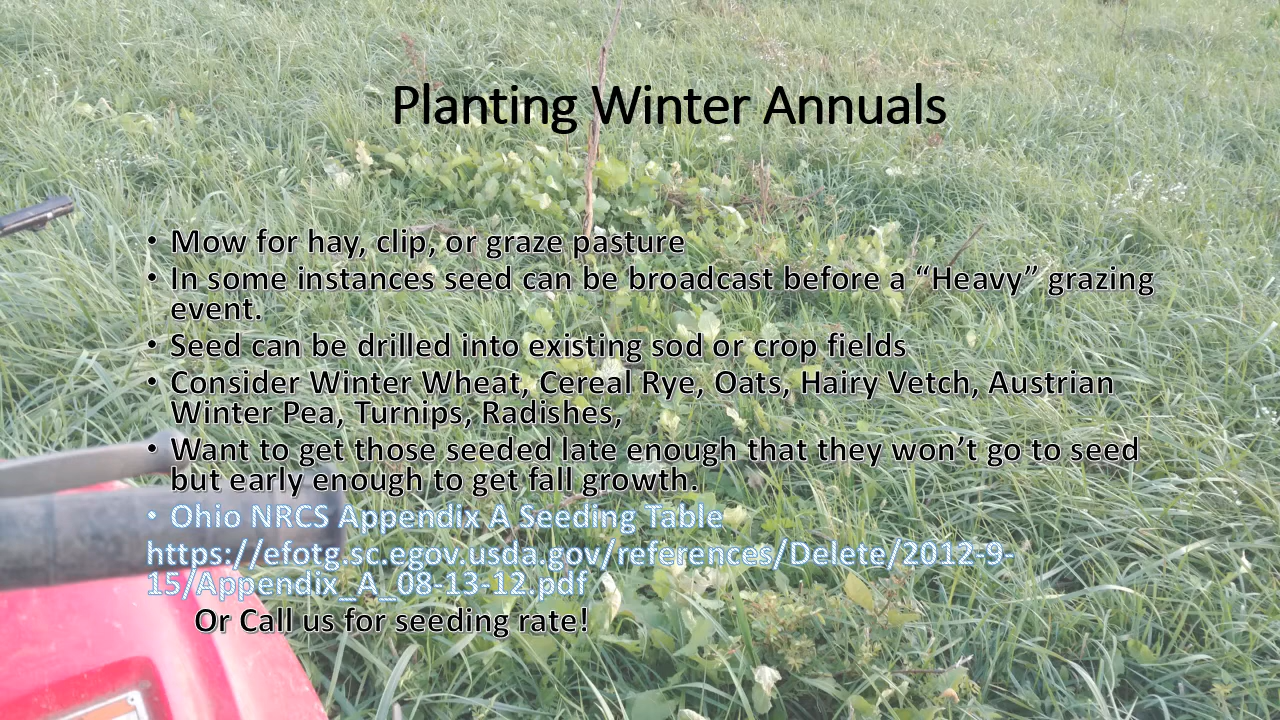 Planting Winter Annuals
• Mow for hay, clip, or graze pasture
• In some instances seed can be broadcast before a “Heavy” grazing
event.
• Seed can be drilled into existing sod or crop fields
• Consider Winter Wheat, Cereal Rye, Oats, Hairy Vetch, Austrian
Winter Pea, Turnips, Radishes,
• Want to get those seeded late enough that they won’t go to seed
but early enough to get fall growth.
• Ohio NRCS Appendix A Seeding Table
https://efotg.sc.egov.usda.gov/references/Delete/2012-9-
15/Appendix_A_08-13-12.pdf
Or Call us for seeding rate!